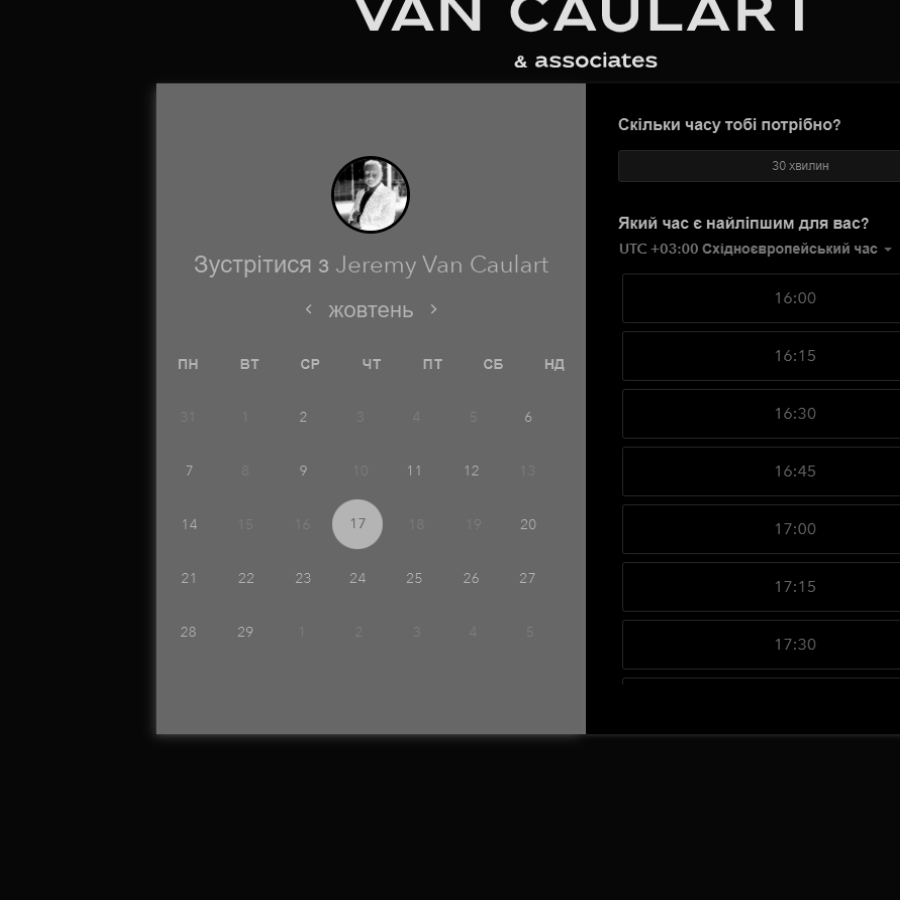 VAN CAULART
& associates
Зустрітися з Jeremy Van Caulart
жовтень
ПН ВТ СР ЧТ ПТ СБ НД
31 1 2 3 4 5 6
7 8 9 10 11 12 13
14 15 16 17 18 19 20
21 22 23 24 25 26 27
28 29 1 2 3 4 5
Скільки часу тобі потрібно?
30 хвилин
Який час є найліпшим для вас?
UTC +03:00 Східноєвропейський час
16:00
16:15
16:30
16:45
17:00
17:15
17:30